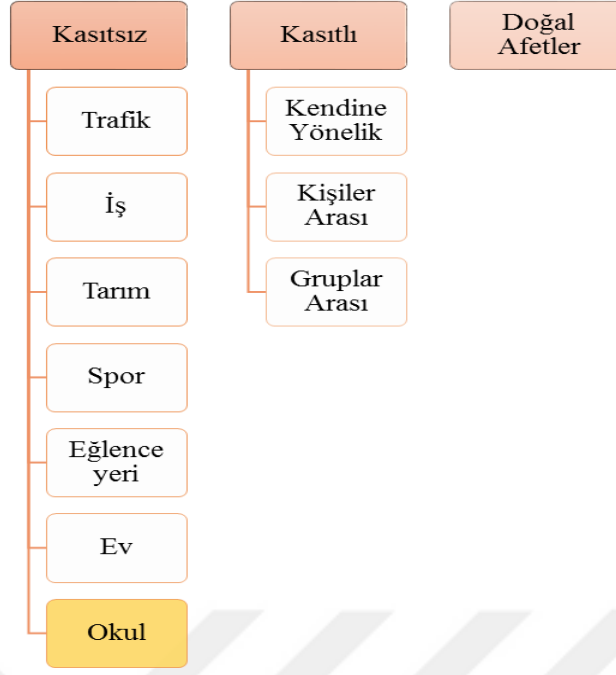 Kasıtsız
Trafik
İş
Tarım
Spor
Eğlence
yeri
Ev
Okul
Kasıtlı
Kendine
Yönelik
Kişiler
Arası
Gruplar
Arası
Doğal
Afetler